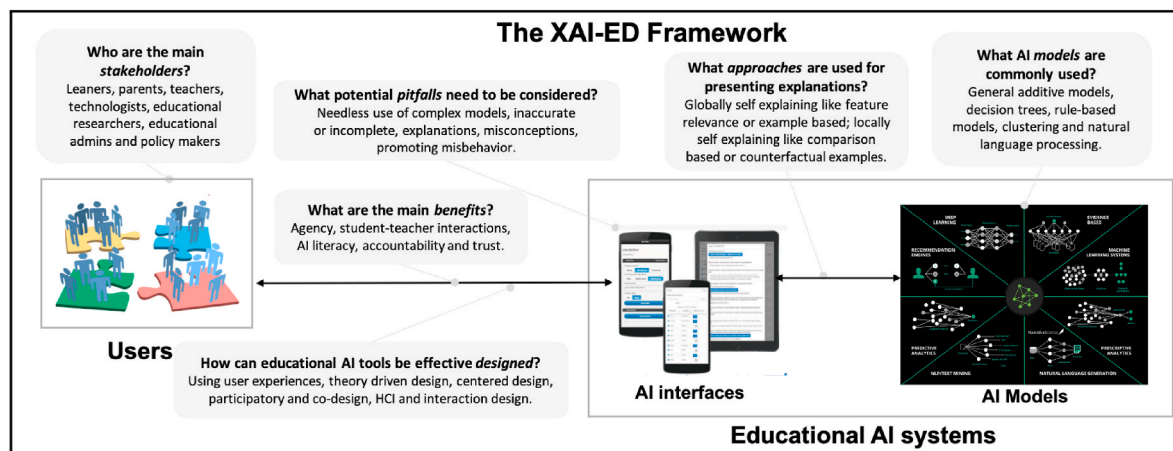 The XAI-ED Framework
Who are the main
stakeholders?
Leaners, parents, teachers,
technologists, educational
researchers, educational
admins and policy makers
What potential pitfalls need to be considered?
Needless use of complex models, inaccurate
or incomplete, explanations, misconceptions,
promoting misbehavior.
What approaches are used for
presenting explanations?
Globally self explaining like feature
relevance or example based; locally
self explaining like comparison
based or counterfactual examples.
What AI models are
commonly used?
General additive models,
decision trees, rule-based
models, clustering and natural
language processing.
What are the main benefits?
Agency, student-teacher interactions,
AI literacy, accountability and trust.
Users
How can educational AI tools be effective designed?
Using user experiences, theory driven design, centered design,
participatory and co-design, HCI and interaction design.
AI interfaces
DEEP
LEARNING
EVIDENCE
BASED
RECOMMENDATION
ENGINES
MACHINE
LEARNING SYSTEMS
PREDICTIVE
ANALYTICS
PRESCRIPTIVE
ANALYTICS
NLP/TEXT MINING
NATURAL LANGUAGE GENERATION
AI Models
Educational AI systems